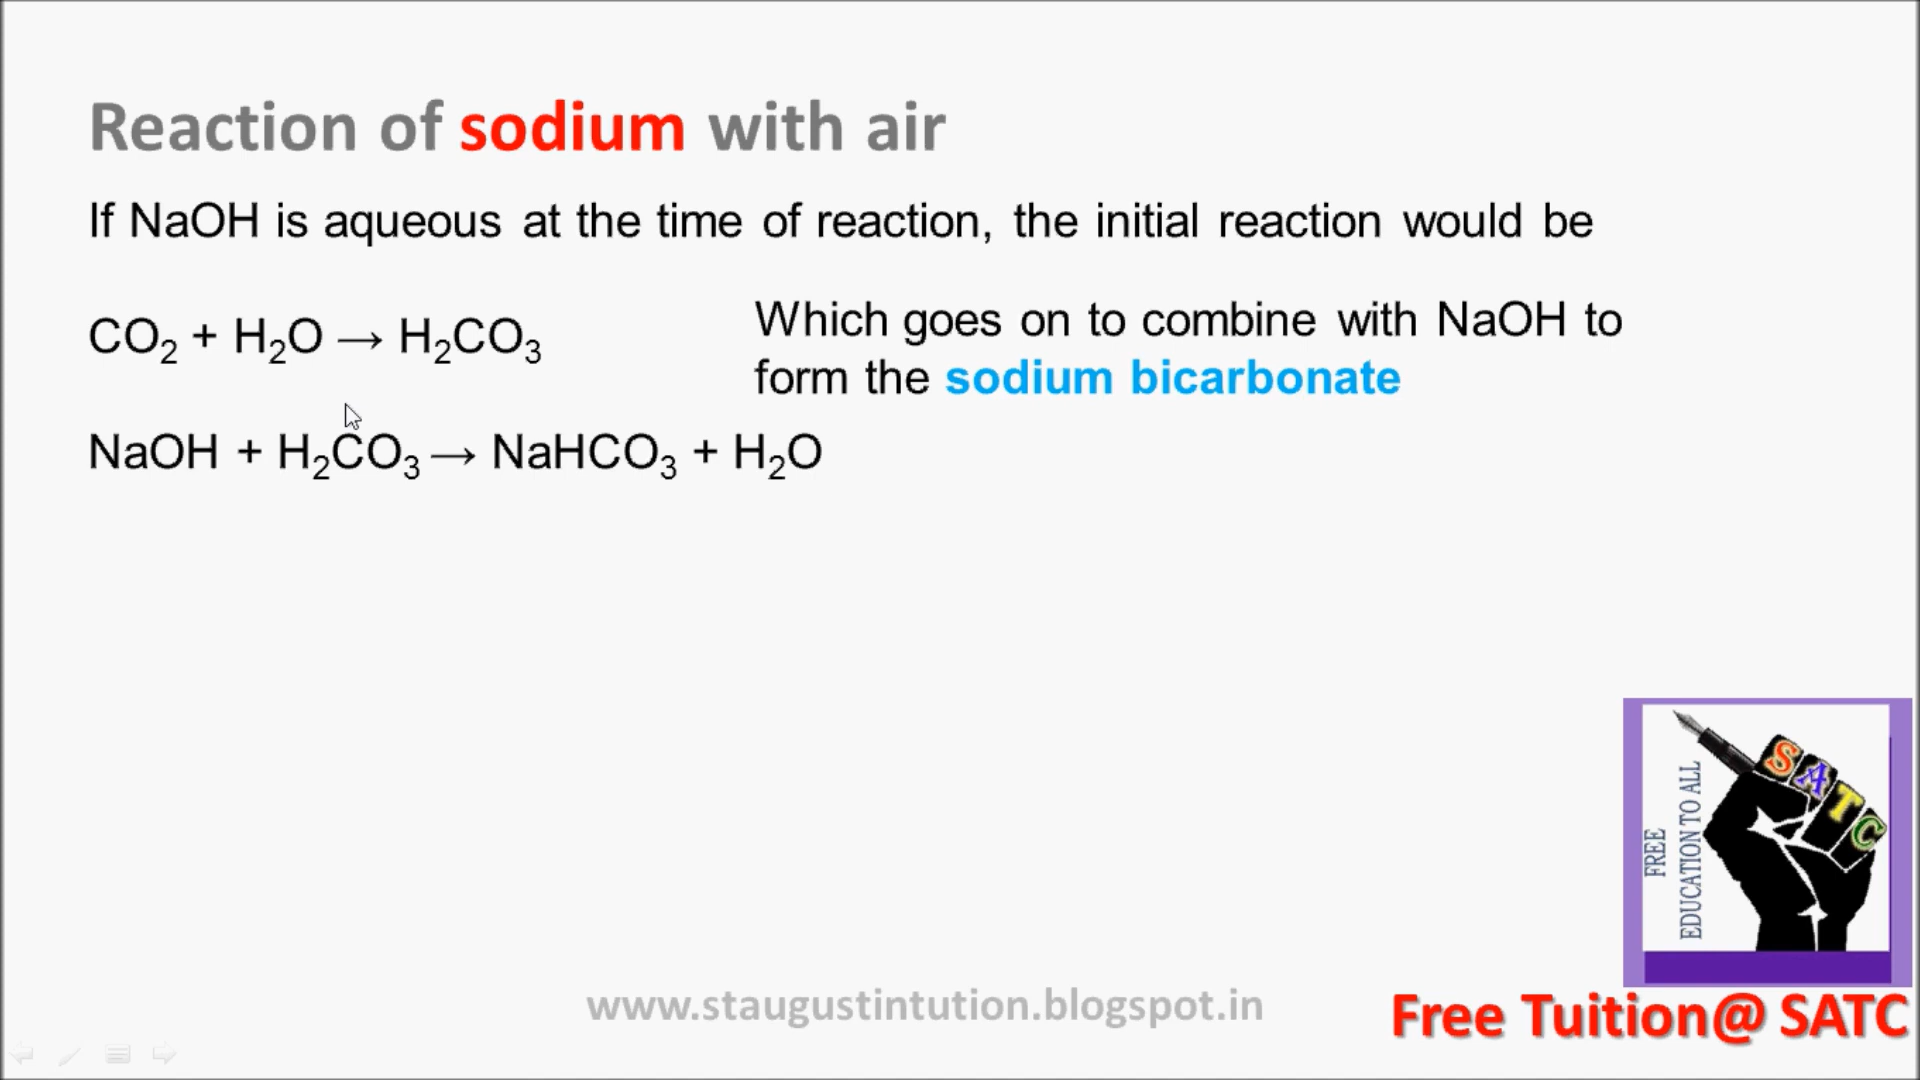 Reaction of sodium with air
If NaOH is aqueous at the time of reaction, the initial reaction would be
CO₂ + H₂O → H₂CO₃
Which goes on to combine with NaOH to
form the sodium bicarbonate
NaOH + H₂CO₃ → NaHCO₃ + H₂O
SATC
FREE
EDUCATION TO ALL
www.staugustintution.blogspot.in
Free Tuition@ SATC